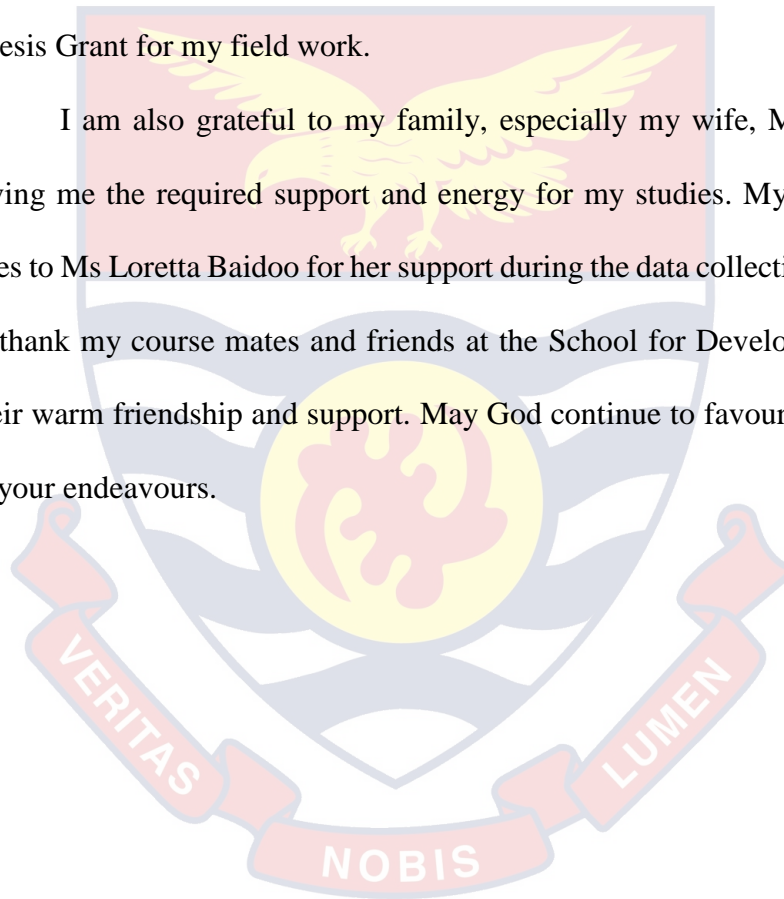 esis Grant for my field work.
I am also grateful to my family, especially my wife, M
ing me the required support and energy for my studies. My
es to Ms Loretta Baidoo for her support during the data collecti
thank my course mates and friends at the School for Develo
eir warm friendship and support. May God continue to favour
your endeavours.
VERITAS
NOBIS
LUMEN